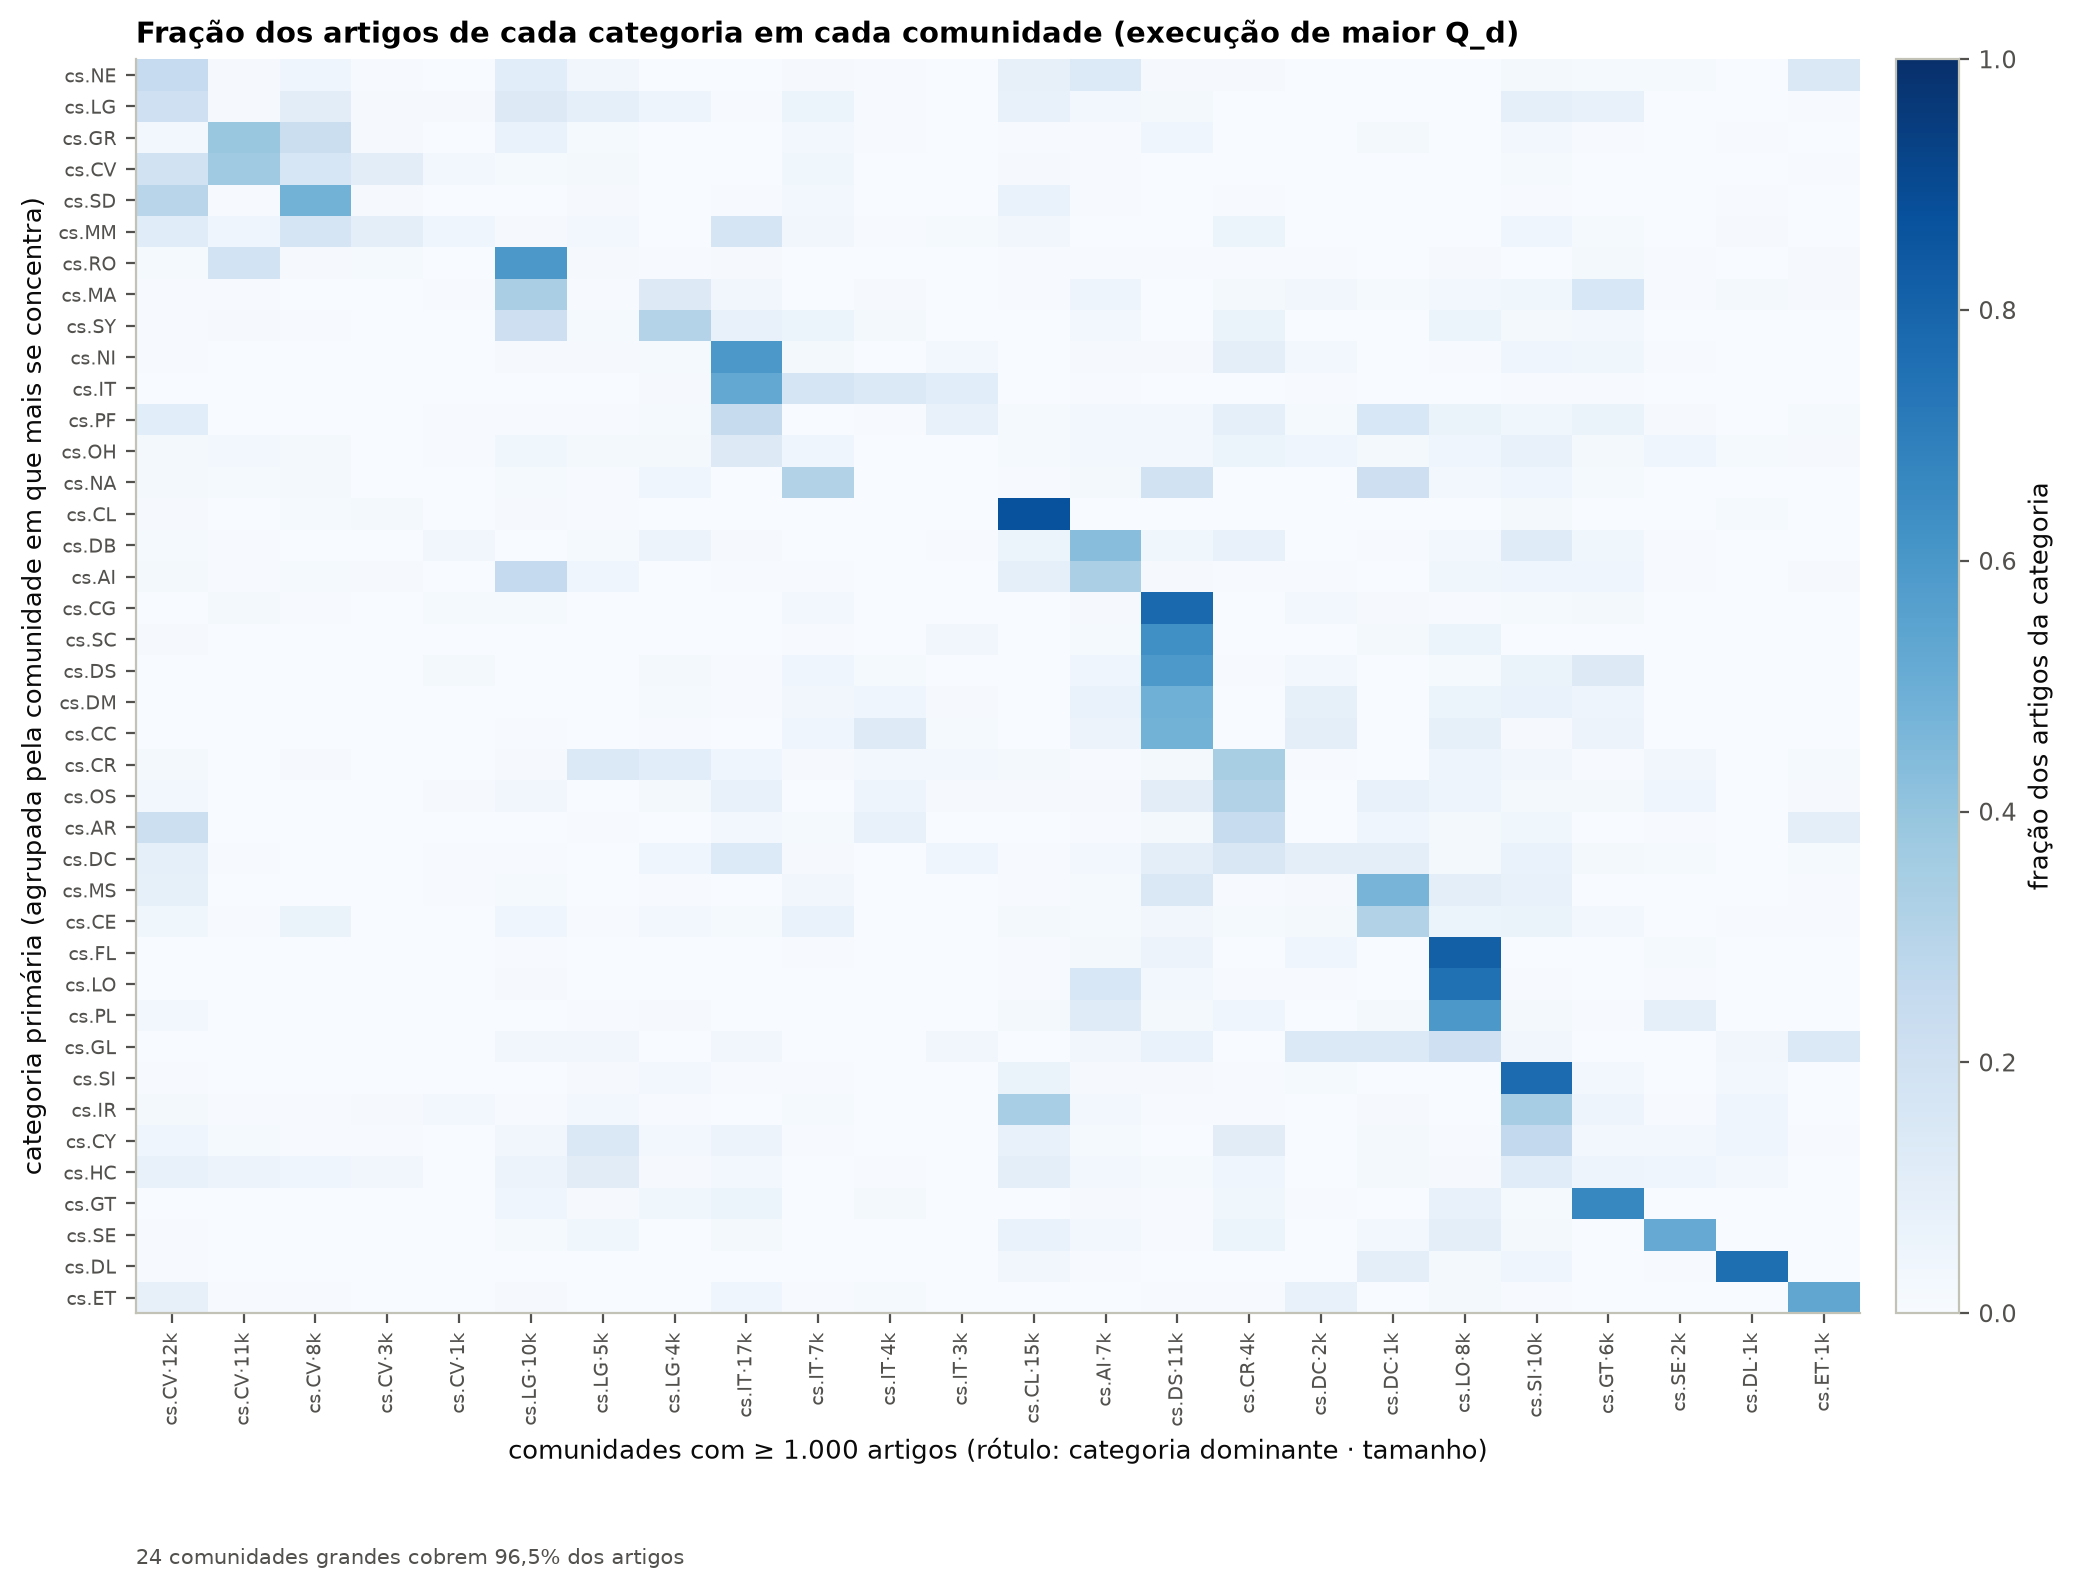 Fração dos artigos de cada categoria em cada comunidade (execução de maior Q_d)
categoria primária (agrupada pela comunidade em que mais se concentra)
cs.NE
cs.LG
cs.GR
cs.CV
cs.SD
cs.MM
cs.RO
cs.MA
cs.SY
cs.NI
cs.IT
cs.PF
cs.OH
cs.NA
cs.CL
cs.DB
cs.AI
cs.CG
cs.SC
cs.DS
cs.DM
cs.CC
cs.CR
cs.OS
cs.AR
cs.DC
cs.MS
cs.CE
cs.FL
cs.LO
cs.PL
cs.GL
cs.SI
cs.IR
cs.CY
cs.HC
cs.GT
cs.SE
cs.DL
cs.ET
cs.CV·12k
cs.CV·11k
cs.CV·8k
cs.CV·3k
cs.CV·1k
cs.LG·10k
cs.LG·5k
cs.LG·4k
cs.IT·17k
cs.IT·7k
cs.IT·4k
cs.IT·3k
cs.CL·15k
cs.AI·7k
cs.DS·11k
cs.CR·4k
cs.DC·2k
cs.DC·1k
cs.LO·8k
cs.SI·10k
cs.GT·6k
cs.SE·2k
cs.DL·1k
cs.ET·1k
comunidades com ≥ 1.000 artigos (rótulo: categoria dominante · tamanho)
1.0
0.8
0.6
0.4
0.2
0.0
fração dos artigos da categoria
24 comunidades grandes cobrem 96,5% dos artigos